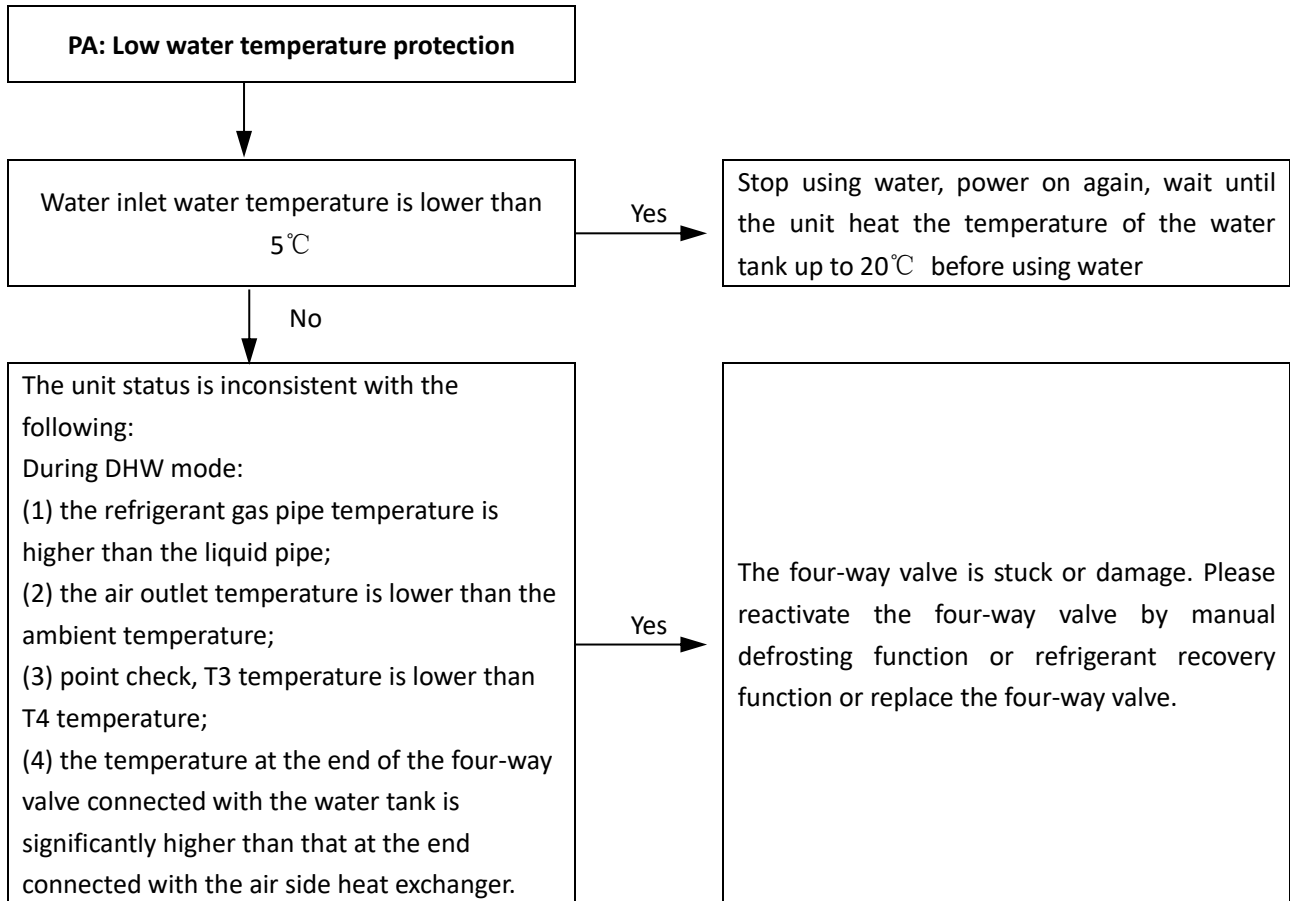 PA: Low water temperature protection
Water inlet water temperature is lower than
5℃
Yes
Stop using water, power on again, wait until
the unit heat the temperature of the water
tank up to 20℃ before using water
No
The unit status is inconsistent with the
following:
During DHW mode:
(1) the refrigerant gas pipe temperature is
higher than the liquid pipe;
(2) the air outlet temperature is lower than the
ambient temperature;
(3) point check, T3 temperature is lower than
T4 temperature;
(4) the temperature at the end of the four-way
valve connected with the water tank is
significantly higher than that at the end
connected with the air side heat exchanger.
Yes
The four-way valve is stuck or damage. Please
reactivate the four-way valve by manual
defrosting function or refrigerant recovery
function or replace the four-way valve.